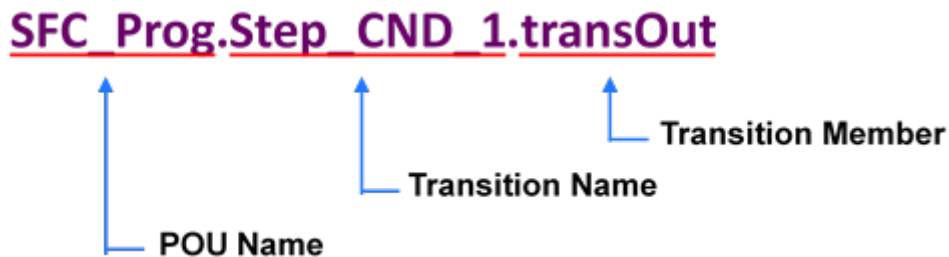 SFC_Prog.Step_CND_1.transOut
Transition Member
Transition Name
POU Name